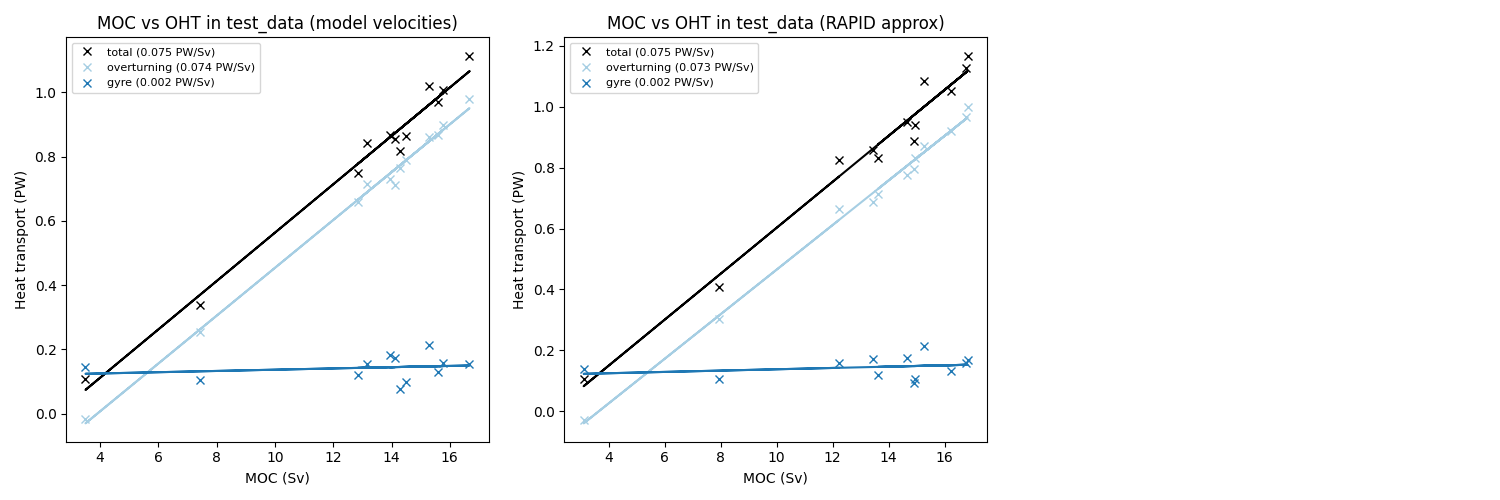 MOC vs OHT in test_data (model velocities)
total (0.075 PW/Sv)
overturning (0.074 PW/Sv)
gyre (0.002 PW/Sv)
Heat transport (PW)
1.0
0.8
0.6
0.4
0.2
0.0
4 6 8 10 12 14 16
MOC (Sv)
MOC vs OHT in test_data (RAPID approx)
total (0.075 PW/Sv)
overturning (0.073 PW/Sv)
gyre (0.002 PW/Sv)
Heat transport (PW)
1.2
1.0
0.8
0.6
0.4
0.2
0.0
4 6 8 10 12 14 16
MOC (Sv)